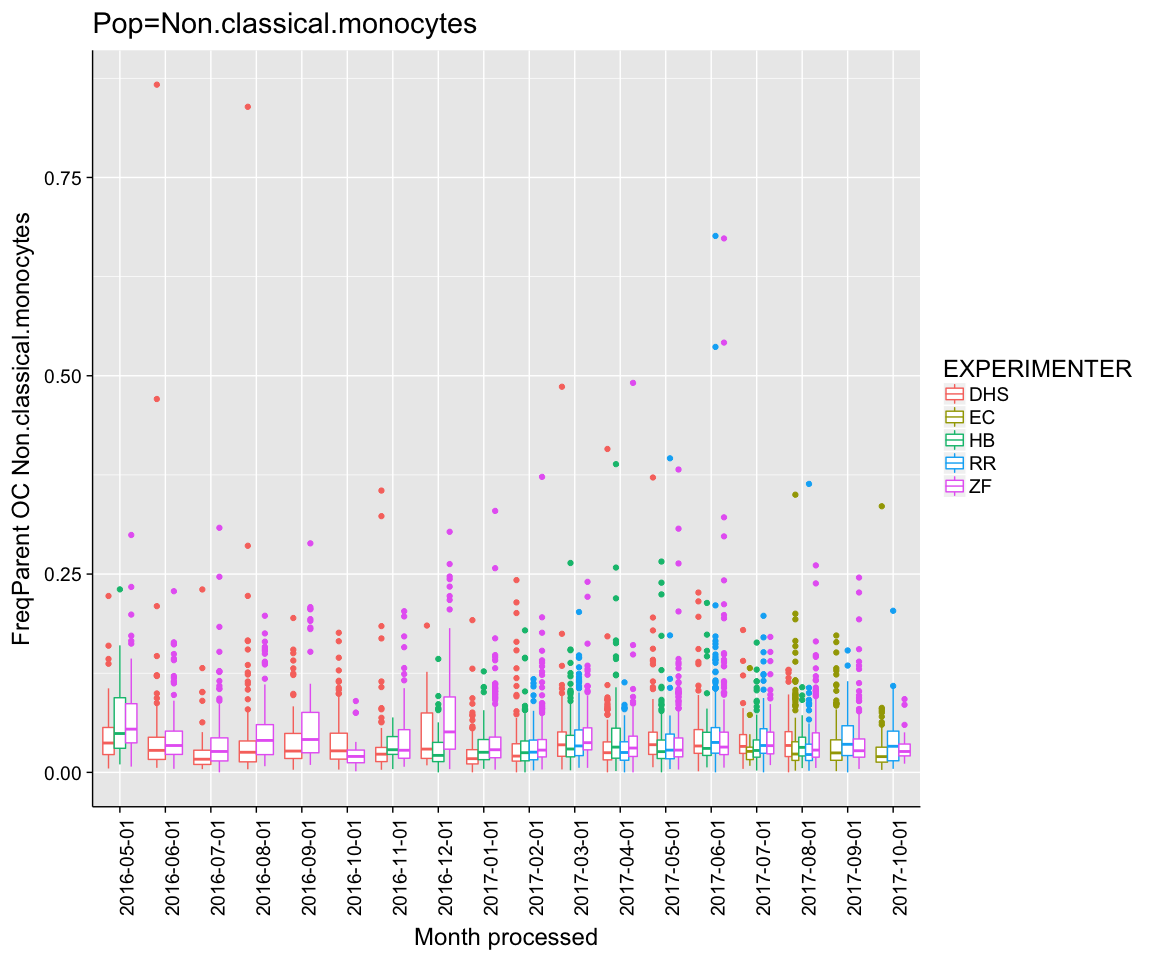 Pop=Non.classical.monocytes
FreqParent OC Non.classical.monocytes
0.75
0.50
0.25
0.00
2016-05-01
2016-06-01
2016-07-01
2016-08-01
2016-09-01
2016-10-01
2016-11-01
2016-12-01
2017-01-01
2017-02-01
2017-03-01
2017-04-01
2017-05-01
2017-06-01
2017-07-01
2017-08-01
2017-09-01
2017-10-01
Month processed
EXPERIMENTER
DHS
EC
HB
RR
ZF